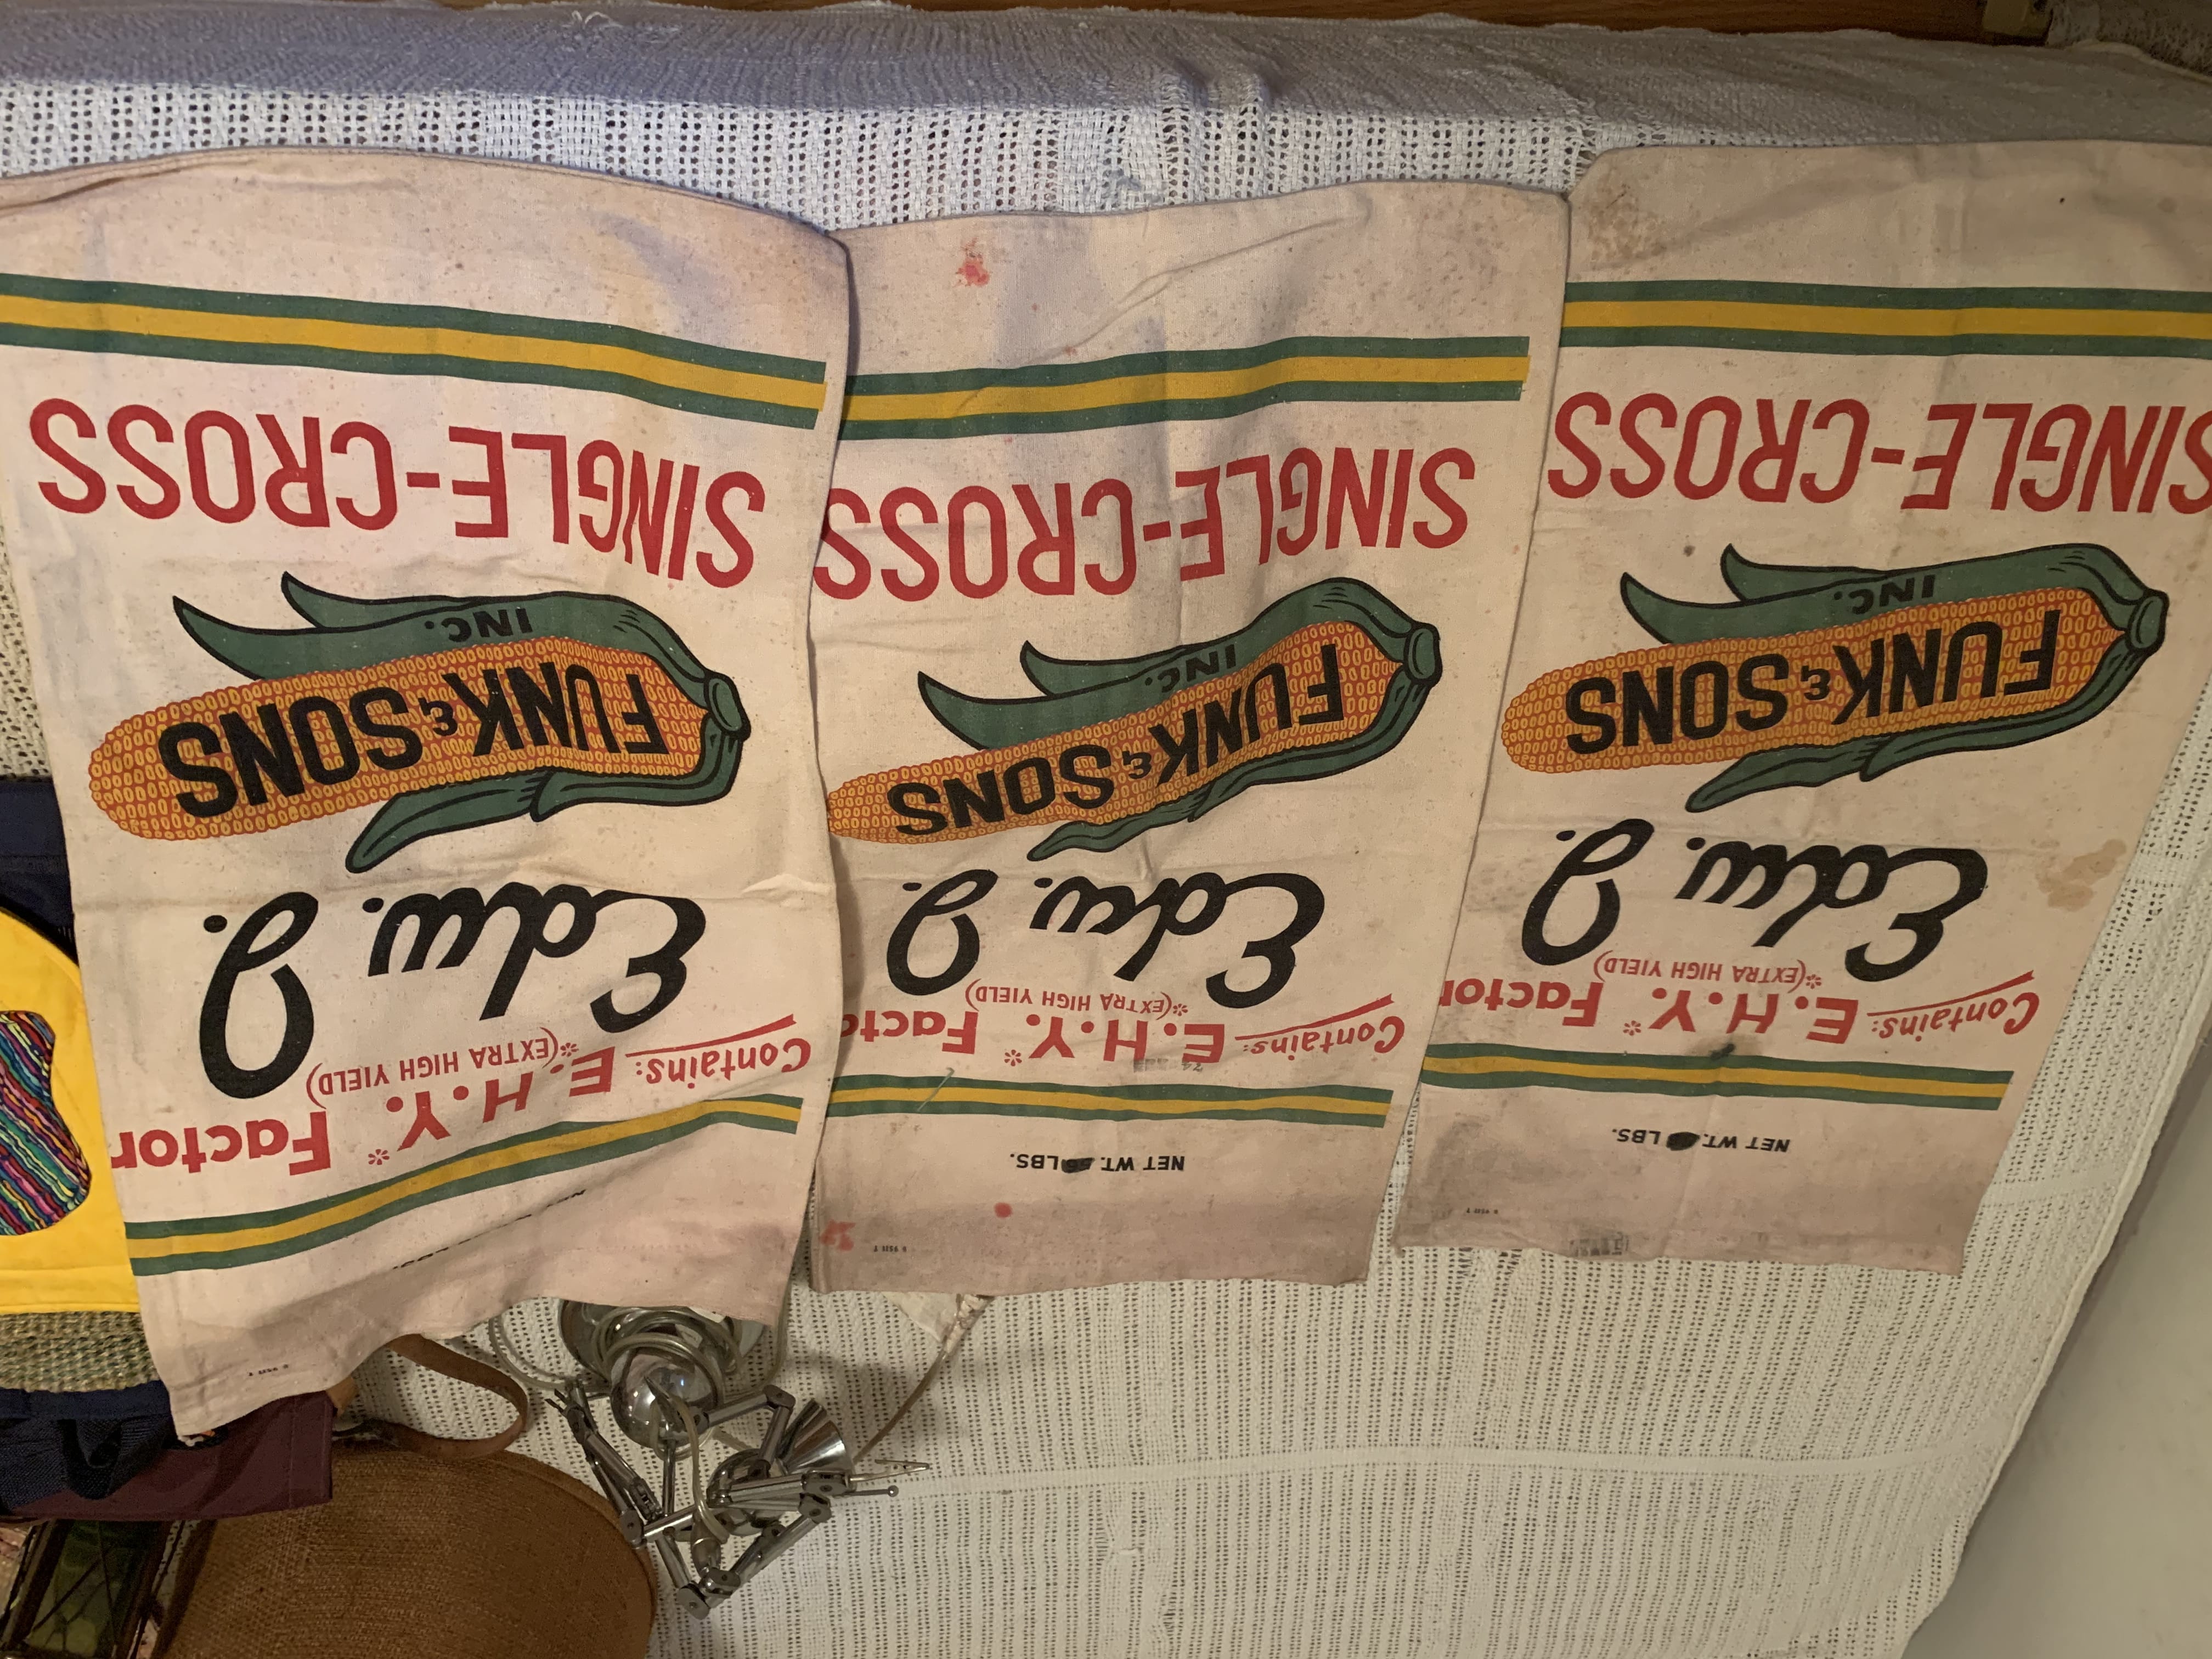 NET WT. LBS.
Contains: E.H.Y.* Factor
*(EXTRA HIGH YIELD)
Edw. J.
FUNK & SONS
INC.
SINGLE-CROSS
NET WT. LBS.
Contains: E.H.Y.* Facto
*(EXTRA HIGH YIELD)
Edw. J.
FUNK & SONS
INC.
SINGLE-CROSS
Contains: E.H.Y.* Factor
*(EXTRA HIGH YIELD)
Edw. J.
FUNK & SONS
INC.
SINGLE-CROSS